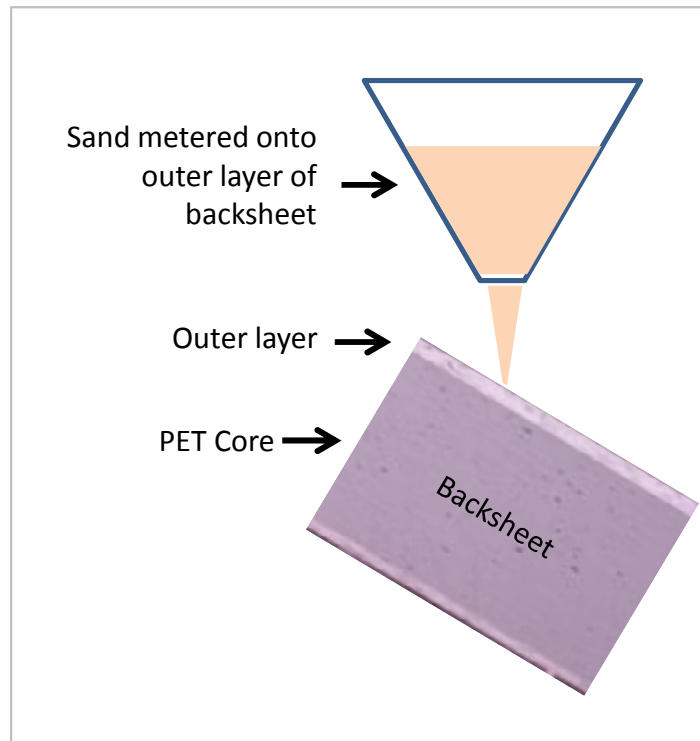 Sand metered onto
outer layer of
backsheet
Outer layer
PET Core
Backsheet